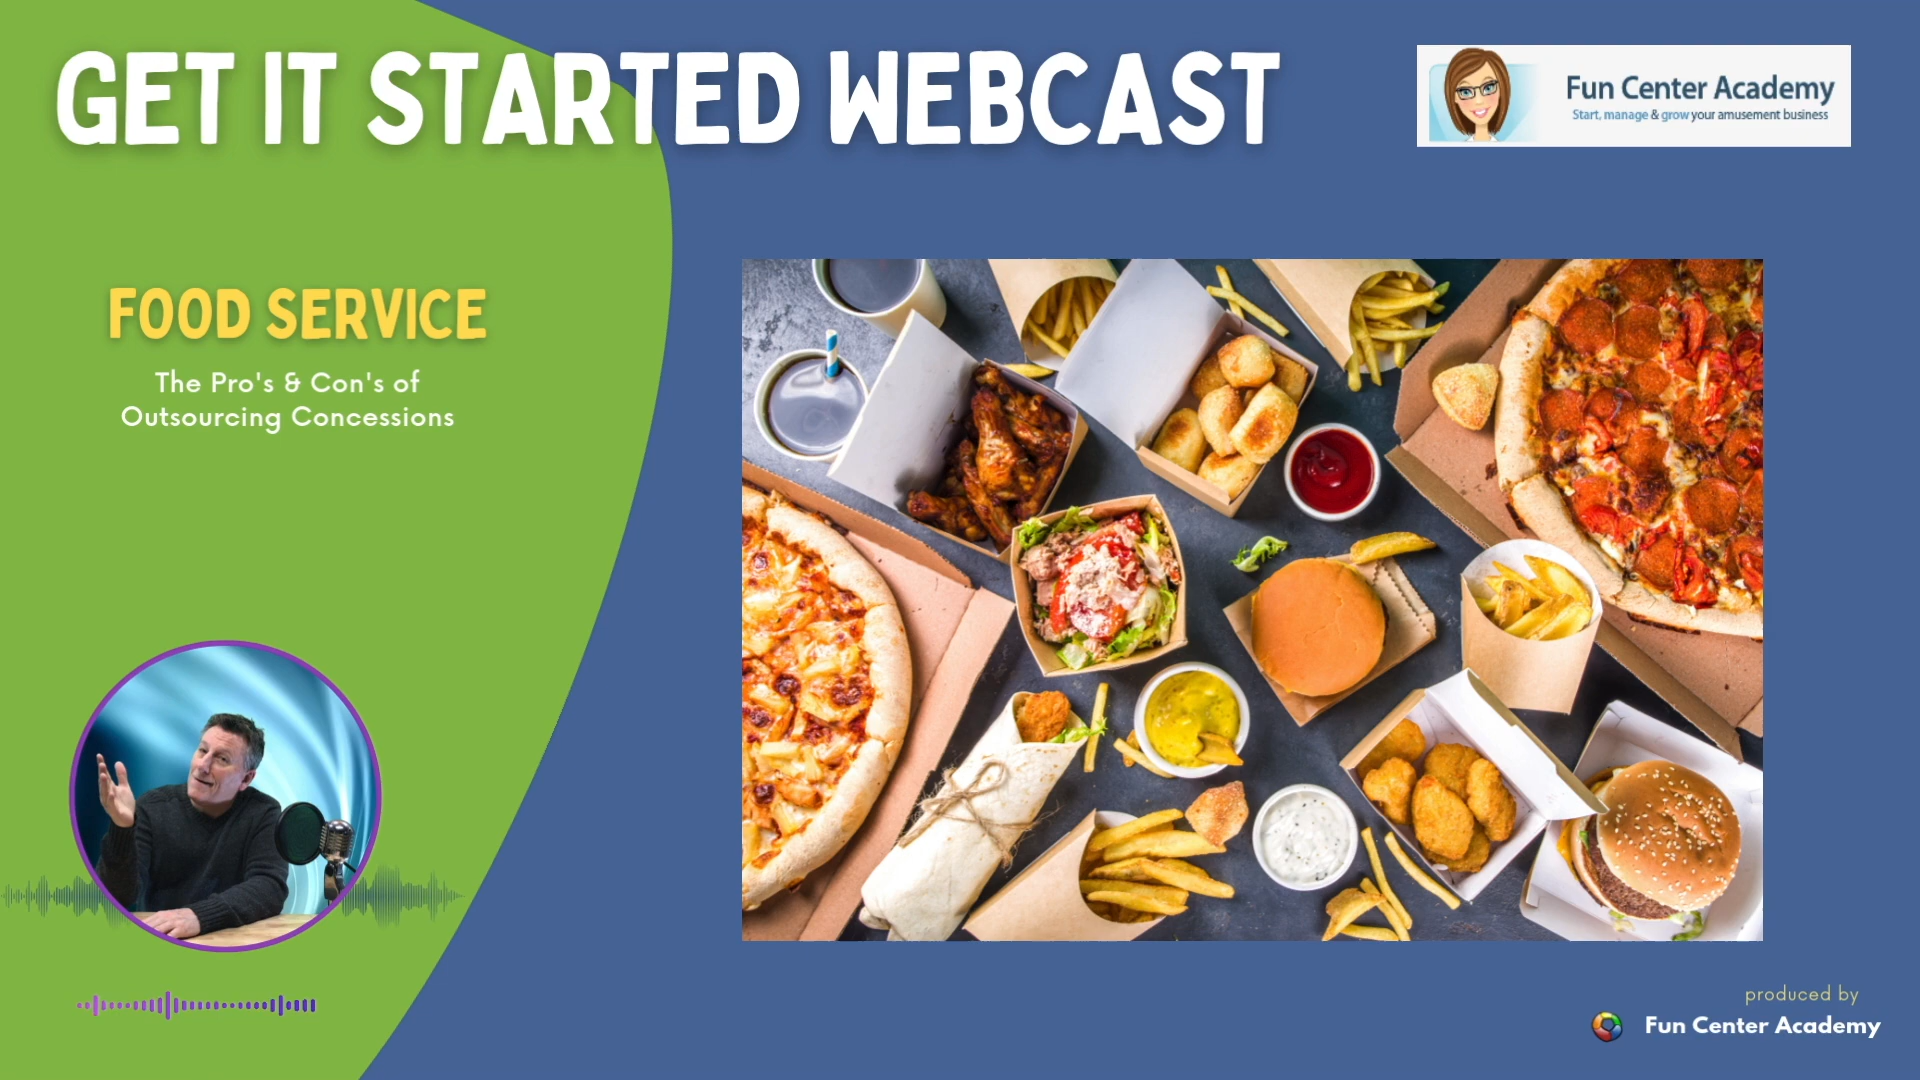 GET IT STARTED WEBCAST
Fun Center Academy
Start, manage & grow your amusement business
FOOD SERVICE
The Pro's & Con's of
Outsourcing Concessions
produced by
Fun Center Academy